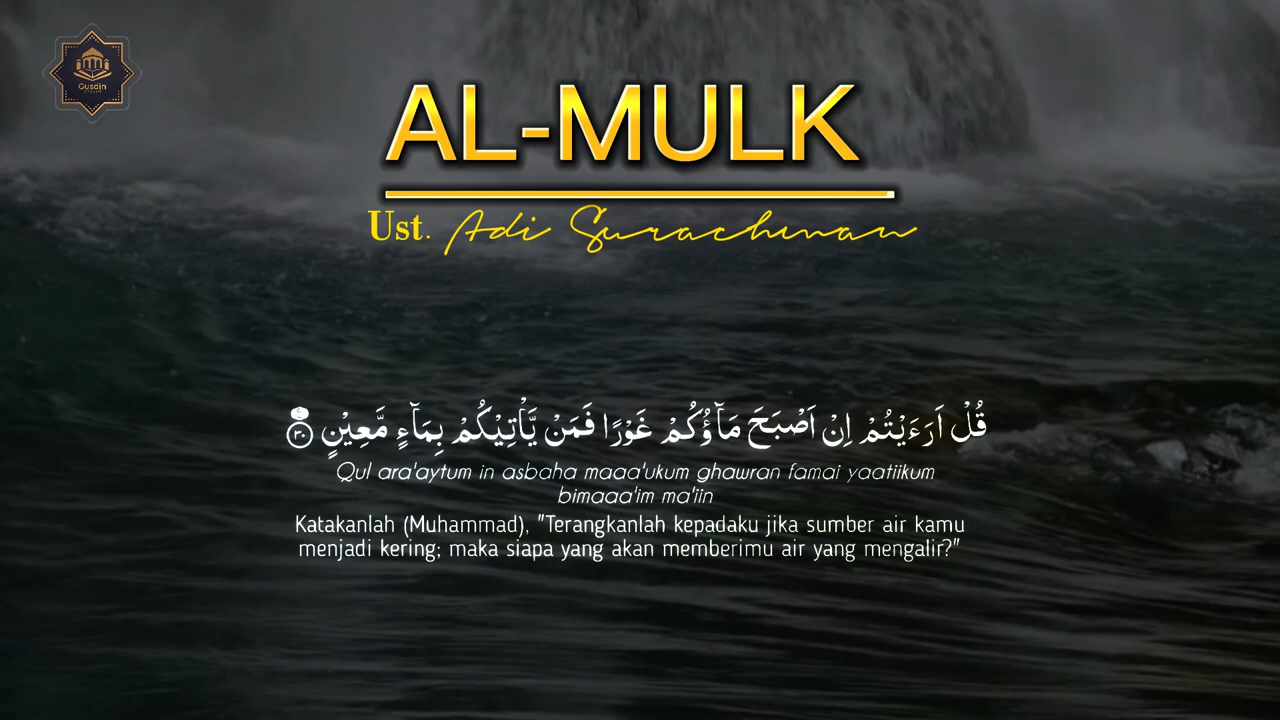 Gusdin
AL-MULK
Ust. Adi Surachman
قُلْ اَرَءَيْتُمْ اِنْ اَصْبَحَ مَاۤؤُكُمْ غَوْرًا فَمَنْ يَّأْتِيْكُمْ بِمَاۤءٍ مَّعِيْنٍ ٣٠
Qul ara'aytum in asbaha maaa'ukum ghawran famai yaatiikum
bimaaa'im ma'iin
Katakanlah (Muhammad), "Terangkanlah kepadaku jika sumber air kamu
menjadi kering; maka siapa yang akan memberimu air yang mengalir?"